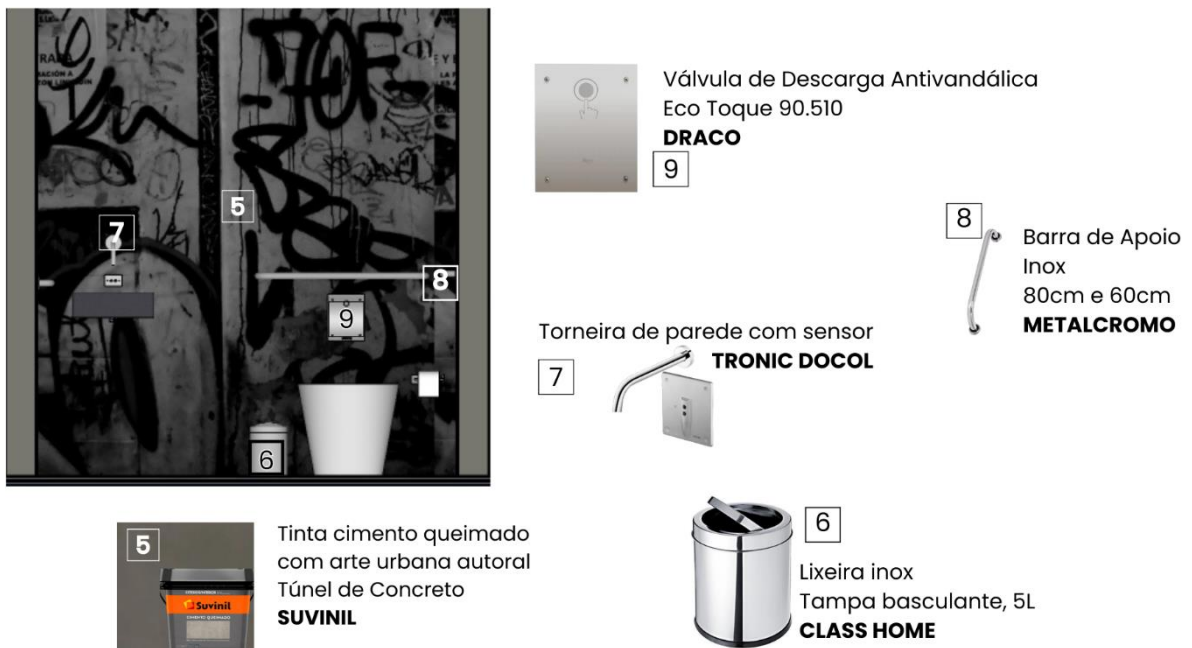 7
5
8
9
6
Válvula de Descarga Antivandálica
Eco Toque 90.510
DRACO
9
8
Barra de Apoio
Inox
80cm e 60cm
METALCROMO
Torneira de parede com sensor
TRONIC DOCOL
7
5
Suvinil
CIMENTO QUEIMADO
Tinta cimento queimado
com arte urbana autoral
Túnel de Concreto
SUVINIL
6
Lixeira inox
Tampa basculante, 5L
CLASS HOME